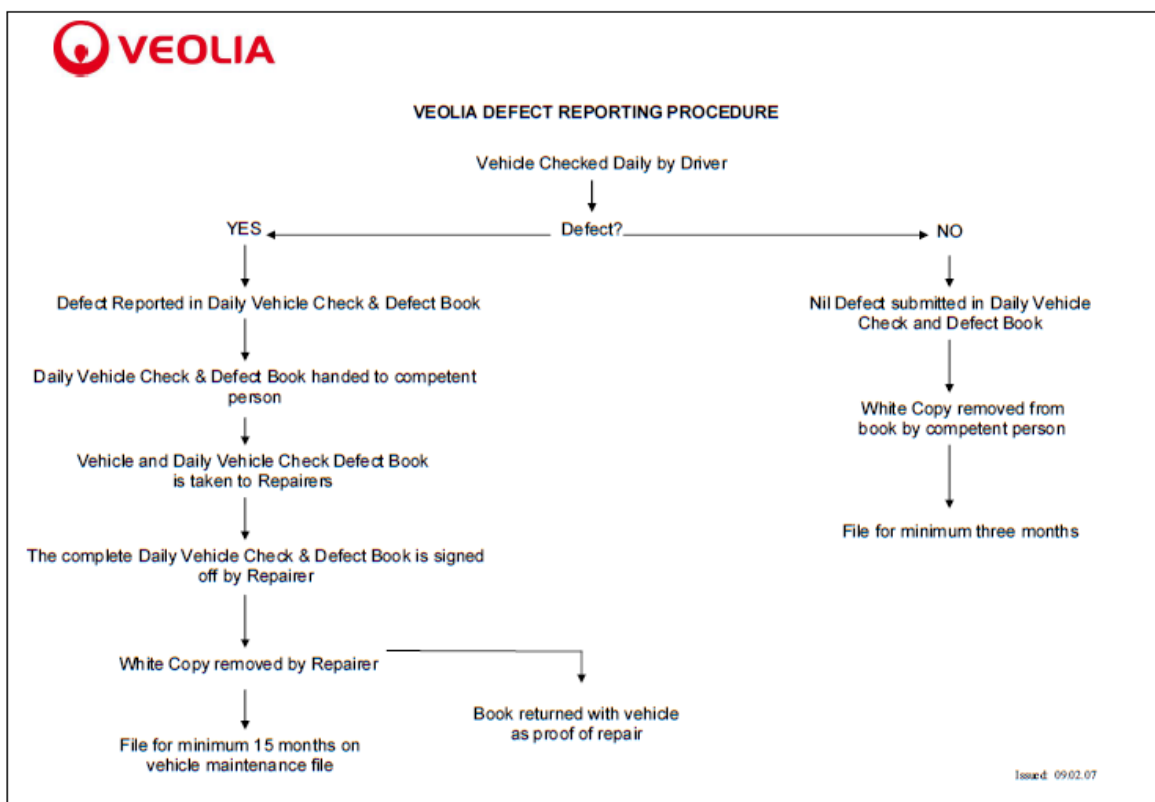 VEOLIA
VEOLIA DEFECT REPORTING PROCEDURE
Vehicle Checked Daily by Driver
YES
Defect?
NO
Defect Reported in Daily Vehicle Check & Defect Book
Nil Defect submitted in Daily Vehicle
Check and Defect Book
Daily Vehicle Check & Defect Book handed to competent
person
White Copy removed from
book by competent person
Vehicle and Daily Vehicle Check Defect Book
is taken to Repairers
File for minimum three months
The complete Daily Vehicle Check & Defect Book is signed
off by Repairer
White Copy removed by Repairer
Book returned with vehicle
as proof of repair
File for minimum 15 months on
vehicle maintenance file
Issued: 09.02.07